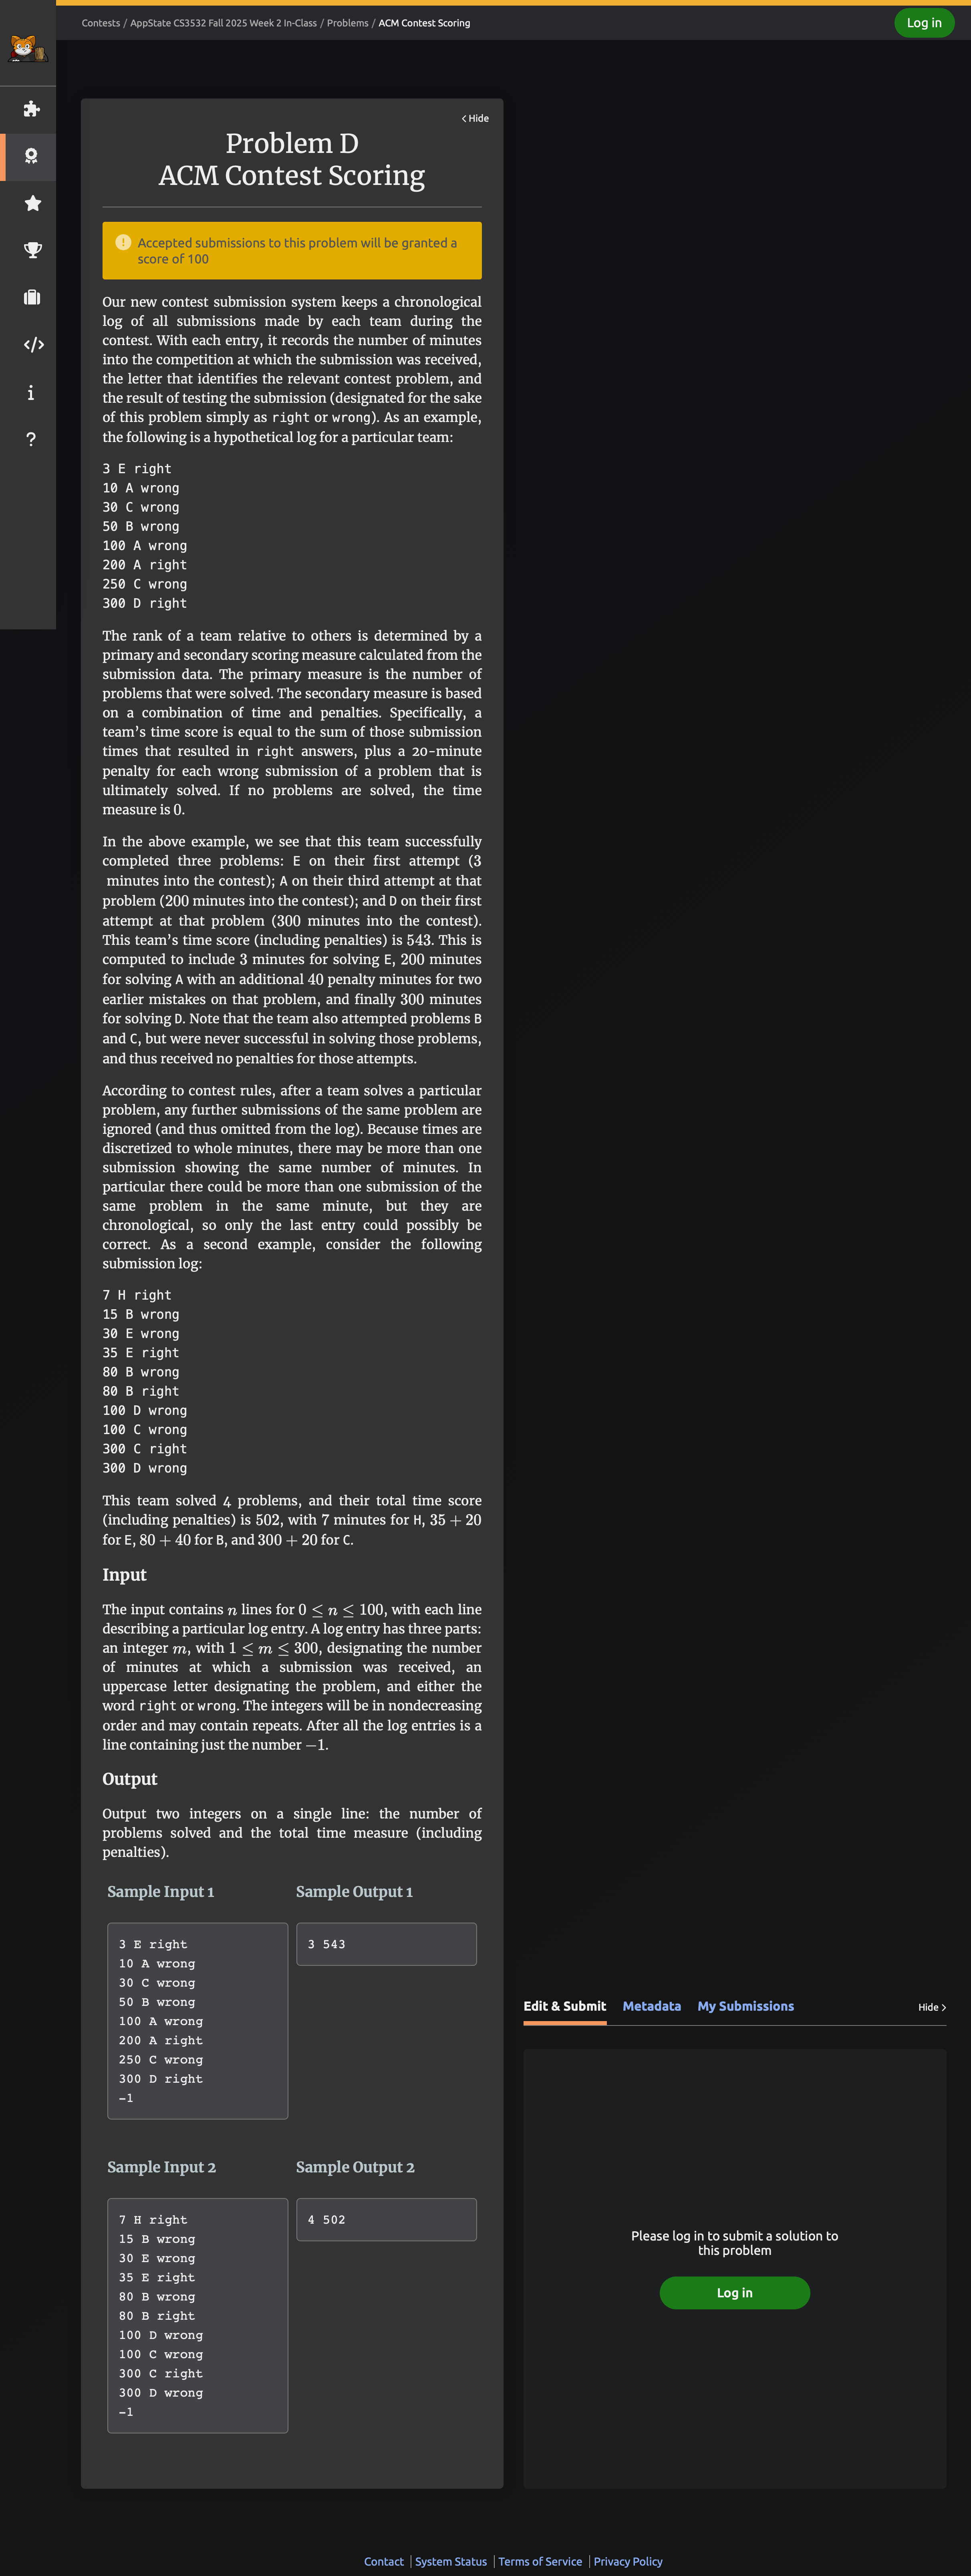 Contests / AppState CS3532 Fall 2025 Week 2 In-Class / Problems / ACM Contest Scoring
Log in
Hide
Problem D
ACM Contest Scoring
Accepted submissions to this problem will be granted a
score of 100
Our new contest submission system keeps a chronological
log of all submissions made by each team during the
contest. With each entry, it records the number of minutes
into the competition at which the submission was received,
the letter that identifies the relevant contest problem, and
the result of testing the submission (designated for the sake
of this problem simply as right or wrong). As an example,
the following is a hypothetical log for a particular team:
3 E right
10 A wrong
30 C wrong
50 B wrong
100 A wrong
200 A right
250 C wrong
300 D right
The rank of a team relative to others is determined by a
primary and secondary scoring measure calculated from the
submission data. The primary measure is the number of
problems that were solved. The secondary measure is based
on a combination of time and penalties. Specifically, a
team’s time score is equal to the sum of those submission
times that resulted in right answers, plus a 20-minute
penalty for each wrong submission of a problem that is
ultimately solved. If no problems are solved, the time
measure is 0.
In the above example, we see that this team successfully
completed three problems: E on their first attempt (3
minutes into the contest); A on their third attempt at that
problem (200 minutes into the contest); and D on their first
attempt at that problem (300 minutes into the contest).
This team’s time score (including penalties) is 543. This is
computed to include 3 minutes for solving E, 200 minutes
for solving A with an additional 40 penalty minutes for two
earlier mistakes on that problem, and finally 300 minutes
for solving D. Note that the team also attempted problems B
and C, but were never successful in solving those problems,
and thus received no penalties for those attempts.
According to contest rules, after a team solves a particular
problem, any further submissions of the same problem are
ignored (and thus omitted from the log). Because times are
discretized to whole minutes, there may be more than one
submission showing the same number of minutes. In
particular there could be more than one submission of the
same problem in the same minute, but they are
chronological, so only the last entry could possibly be
correct. As a second example, consider the following
submission log:
7 H right
15 B wrong
30 E wrong
35 E right
80 B wrong
80 B right
100 D wrong
100 C wrong
300 C right
300 D wrong
This team solved 4 problems, and their total time score
(including penalties) is 502, with 7 minutes for H, 35 + 20
for E, 80 + 40 for B, and 300 + 20 for C.
Input
The input contains n lines for 0 ≤ n ≤ 100, with each line
describing a particular log entry. A log entry has three parts:
an integer m, with 1 ≤ m ≤ 300, designating the number
of minutes at which a submission was received, an
uppercase letter designating the problem, and either the
word right or wrong. The integers will be in nondecreasing
order and may contain repeats. After all the log entries is a
line containing just the number −1.
Output
Output two integers on a single line: the number of
problems solved and the total time measure (including
penalties).
Sample Input 1
Sample Output 1
3 E right
10 A wrong
30 C wrong
50 B wrong
100 A wrong
200 A right
250 C wrong
300 D right
-1
3 543
Edit & Submit
Metadata
My Submissions
Hide
Sample Input 2
Sample Output 2
7 H right
15 B wrong
30 E wrong
35 E right
80 B wrong
80 B right
100 D wrong
100 C wrong
300 C right
300 D wrong
-1
4 502
Please log in to submit a solution to
this problem
Log in
Contact | System Status | Terms of Service | Privacy Policy